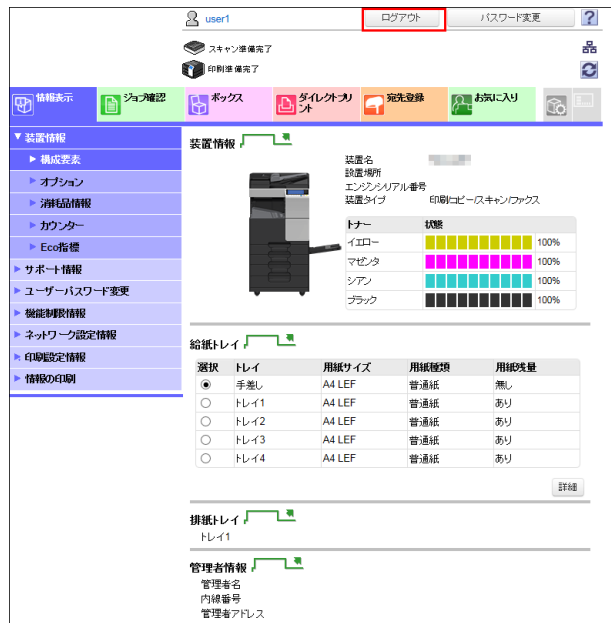 user1 ログアウト パスワード変更 ?
スキャン準備完了
印刷準備完了
情報表示 ジョブ確認 ボックス ダイレクトプリント 宛先登録 お気に入り
▼装置情報
▶構成要素
▶オプション
▶消耗品情報
▶カウンター
▶Eco指標
▶サポート情報
▶ユーザーパスワード変更
▶機能制限情報
▶ネットワーク設定情報
▶印刷設定情報
▶情報の印刷
装置情報
装置名
設置場所
エンジンシリアル番号
装置タイプ 印刷/コピー/スキャン/ファクス
トナー 状態
イエロー 100%
マゼンタ 100%
シアン 100%
ブラック 100%
給紙トレイ
選択 トレイ 用紙サイズ 用紙種類 用紙残量
手差し A4 LEF 普通紙 無し
トレイ1 A4 LEF 普通紙 あり
トレイ2 A4 LEF 普通紙 あり
トレイ3 A4 LEF 普通紙 あり
トレイ4 A4 LEF 普通紙 あり
詳細
排紙トレイ
トレイ1
管理者情報
管理者名
内線番号
管理者アドレス